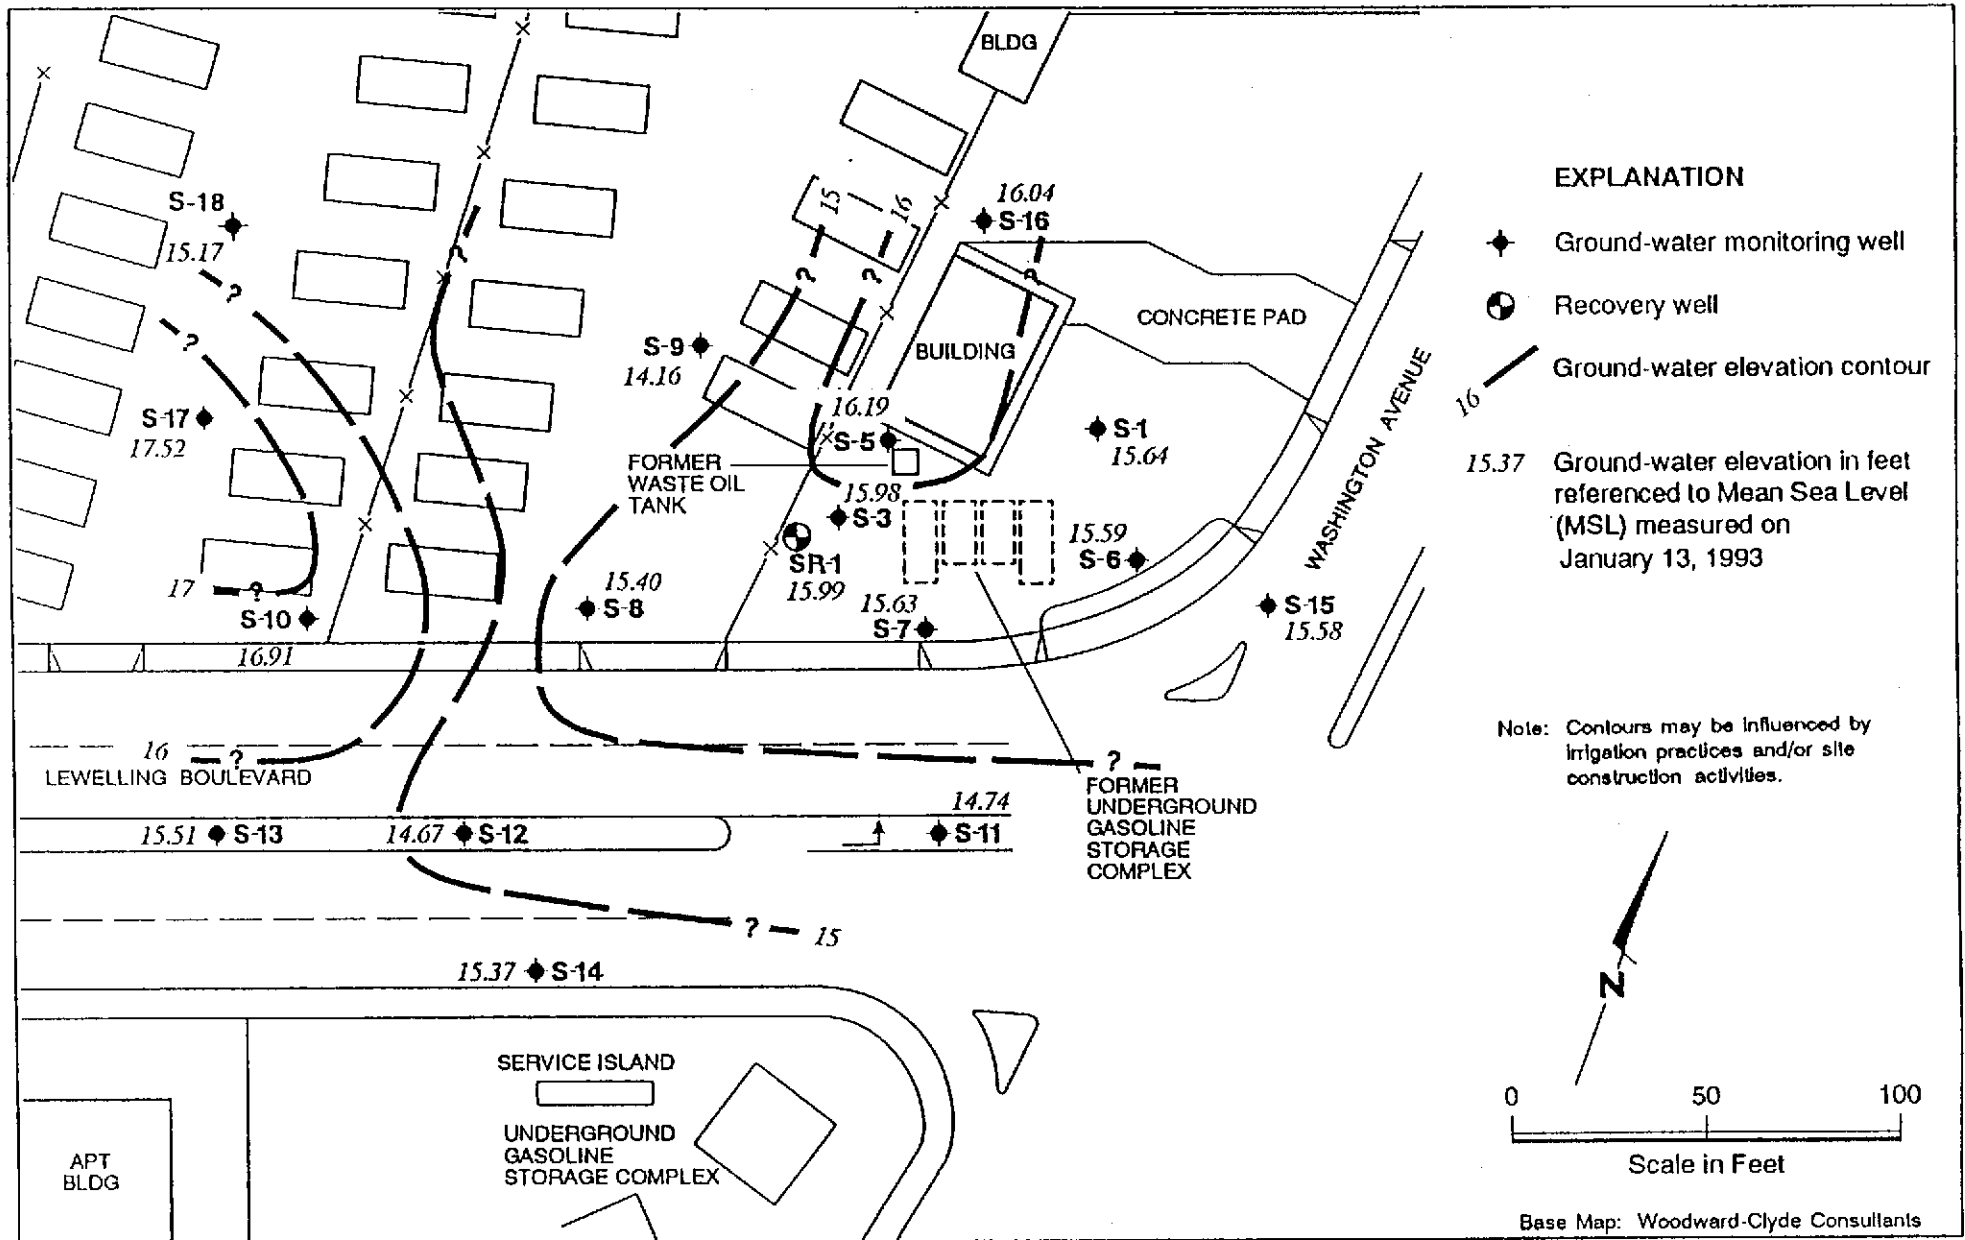 BLDG
15
16
16.04
S-16
S-18
15.17
?
?
?
?
?
?
CONCRETE PAD
BUILDING
S-9
14.16
16.19
S-5
S-17
17.52
S-1
15.64
FORMER
WASTE OIL
TANK
15.98
S-3
SR-1
15.99
15.59
S-6
WASHINGTON AVENUE
17
?
S-10
16.91
15.40
S-8
15.63
S-7
S-15
15.58
16
?
LEWELLING BOULEVARD
?
FORMER
UNDERGROUND
GASOLINE
STORAGE
COMPLEX
15.51
S-13
14.67
S-12
14.74
S-11
?
15
15.37
S-14
SERVICE ISLAND
UNDERGROUND
GASOLINE
STORAGE COMPLEX
APT
BLDG
EXPLANATION
Ground-water monitoring well
Recovery well
16
Ground-water elevation contour
15.37
Ground-water elevation in feet
referenced to Mean Sea Level
(MSL) measured on
January 13, 1993
Note: Contours may be influenced by
irrigation practices and/or site
construction activities.
N
0 50 100
Scale in Feet
Base Map: Woodward-Clyde Consultants